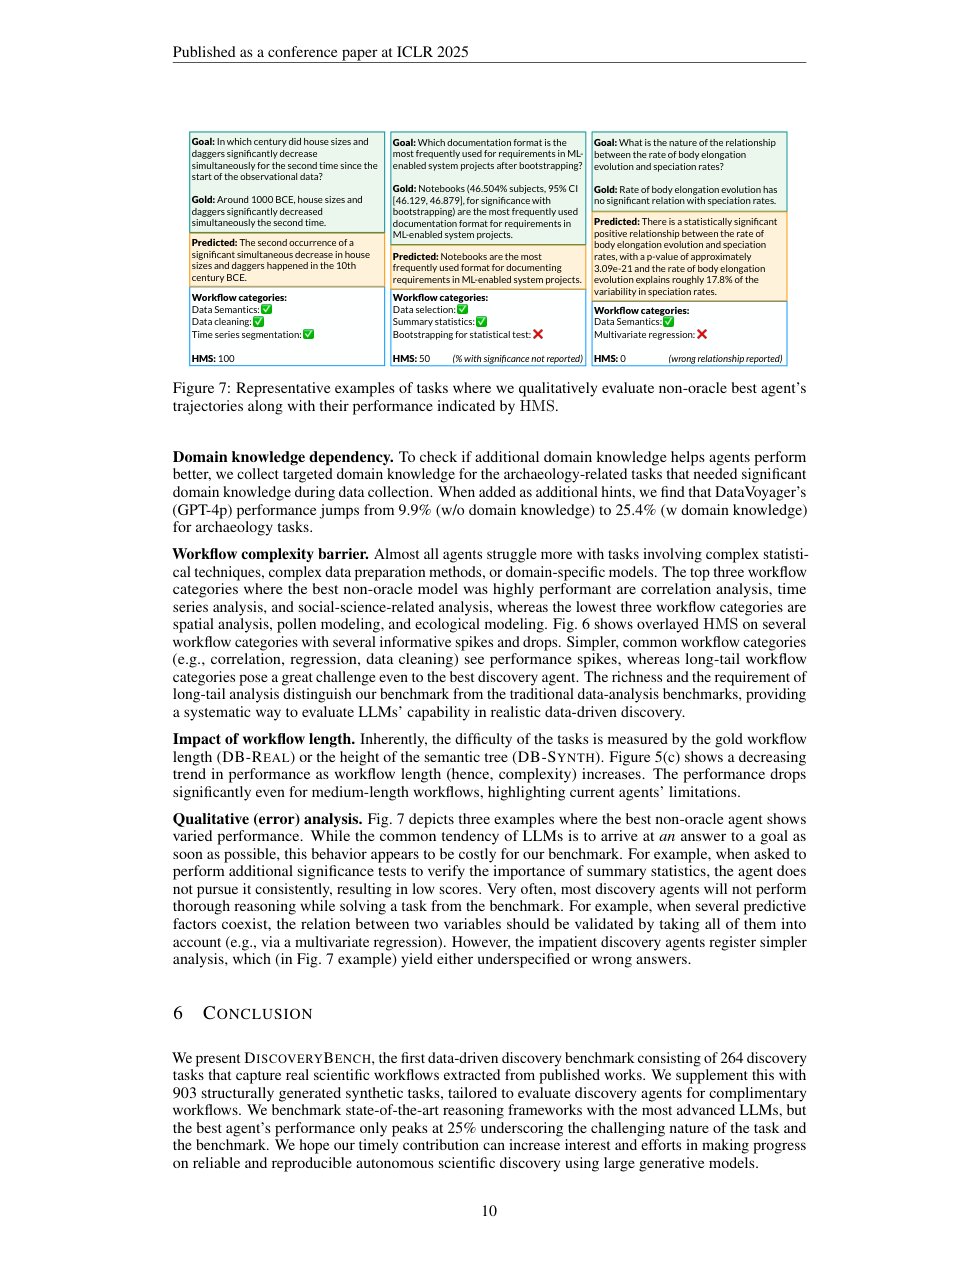 Published as a conference paper at ICLR 2025
Goal: In which century did house sizes and
daggers significantly decrease
simultaneously for the second time since the
start of the observational data?
Gold: Around 1000 BCE, house sizes and
daggers significantly decreased
simultaneously the second time.
Predicted: The second occurrence of a
significant simultaneous decrease in house
sizes and daggers happened in the 10th
century BCE.
Workflow categories:
Data Semantics:✅
Data cleaning:✅
Time series segmentation:✅
HMS: 100
Goal: Which documentation format is the
most frequently used for requirements in ML-
enabled system projects after bootstrapping?
Gold: Notebooks (46.504% subjects, 95% CI
[46.129, 46.879], for significance with
bootstrapping) are the most frequently used
documentation format for requirements in
ML-enabled system projects.
Predicted: Notebooks are the most
frequently used format for documenting
requirements in ML-enabled system projects.
Workflow categories:
Data selection:✅
Summary statistics:✅
Bootstrapping for statistical test:❌
HMS: 50 (% with significance not reported)
Goal: What is the nature of the relationship
between the rate of body elongation
evolution and speciation rates?
Gold: Rate of body elongation evolution has
no significant relation with speciation rates.
Predicted: There is a statistically significant
positive relationship between the rate of
body elongation evolution and speciation
rates, with a p-value of approximately
3.09e-21 and the rate of body elongation
evolution explains roughly 17.8% of the
variability in speciation rates.
Workflow categories:
Data Semantics:✅
Multivariate regression:❌
HMS: 0 (wrong relationship reported)
Figure 7: Representative examples of tasks where we qualitatively evaluate non-oracle best agent's
trajectories along with their performance indicated by HMS.
Domain knowledge dependency. To check if additional domain knowledge helps agents perform
better, we collect targeted domain knowledge for the archaeology-related tasks that needed significant
domain knowledge during data collection. When added as additional hints, we find that DataVoyager's
(GPT-4p) performance jumps from 9.9% (w/o domain knowledge) to 25.4% (w domain knowledge)
for archaeology tasks.
Workflow complexity barrier. Almost all agents struggle more with tasks involving complex statisti-
cal techniques, complex data preparation methods, or domain-specific models. The top three workflow
categories where the best non-oracle model was highly performant are correlation analysis, time
series analysis, and social-science-related analysis, whereas the lowest three workflow categories are
spatial analysis, pollen modeling, and ecological modeling. Fig. 6 shows overlayed HMS on several
workflow categories with several informative spikes and drops. Simpler, common workflow categories
(e.g., correlation, regression, data cleaning) see performance spikes, whereas long-tail workflow
categories pose a great challenge even to the best discovery agent. The richness and the requirement of
long-tail analysis distinguish our benchmark from the traditional data-analysis benchmarks, providing
a systematic way to evaluate LLMs' capability in realistic data-driven discovery.
Impact of workflow length. Inherently, the difficulty of the tasks is measured by the gold workflow
length (DB-REAL) or the height of the semantic tree (DB-SYNTH). Figure 5(c) shows a decreasing
trend in performance as workflow length (hence, complexity) increases. The performance drops
significantly even for medium-length workflows, highlighting current agents' limitations.
Qualitative (error) analysis. Fig. 7 depicts three examples where the best non-oracle agent shows
varied performance. While the common tendency of LLMs is to arrive at an answer to a goal as
soon as possible, this behavior appears to be costly for our benchmark. For example, when asked to
perform additional significance tests to verify the importance of summary statistics, the agent does
not pursue it consistently, resulting in low scores. Very often, most discovery agents will not perform
thorough reasoning while solving a task from the benchmark. For example, when several predictive
factors coexist, the relation between two variables should be validated by taking all of them into
account (e.g., via a multivariate regression). However, the impatient discovery agents register simpler
analysis, which (in Fig. 7 example) yield either underspecified or wrong answers.
6 CONCLUSION
We present DISCOVERYBENCH, the first data-driven discovery benchmark consisting of 264 discovery
tasks that capture real scientific workflows extracted from published works. We supplement this with
903 structurally generated synthetic tasks, tailored to evaluate discovery agents for complimentary
workflows. We benchmark state-of-the-art reasoning frameworks with the most advanced LLMs, but
the best agent's performance only peaks at 25% underscoring the challenging nature of the task and
the benchmark. We hope our timely contribution can increase interest and efforts in making progress
on reliable and reproducible autonomous scientific discovery using large generative models.
10